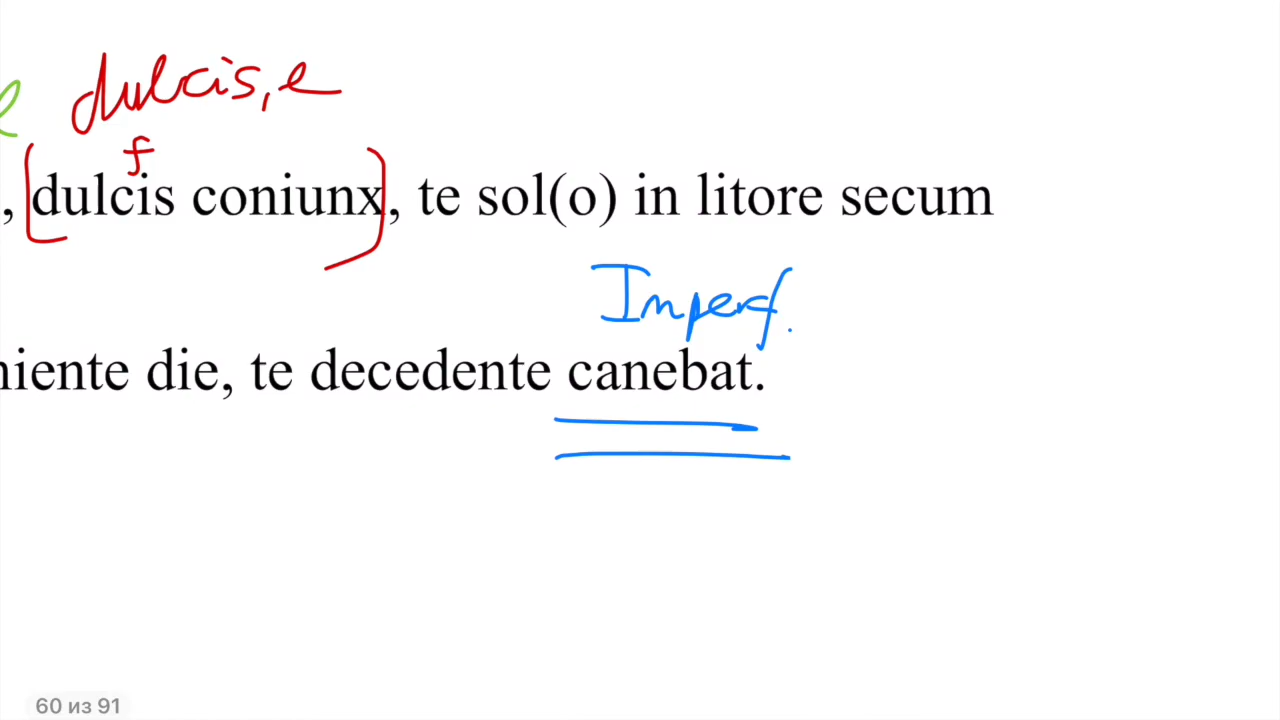 dulcis, e
f
, [dulcis coniunx], te sol(o) in litore secum
Imperf.
niente die, te decedente canebat.
60 из 91